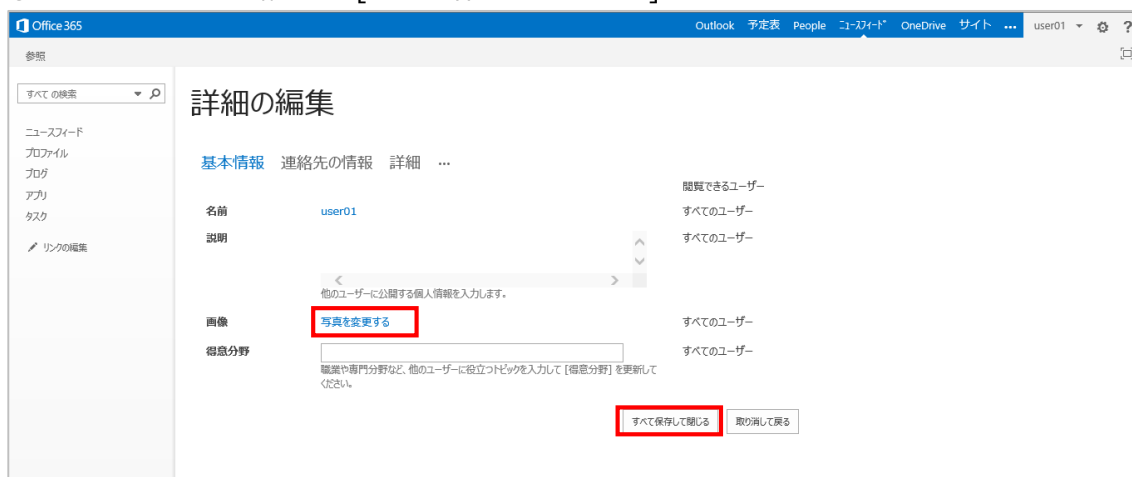 Office 365
Outlook 予定表 People ニュースフィード OneDrive サイト ... user01
参照
すべての検索
詳細の編集
ニュースフィード
プロファイル
ブログ
アプリ
タスク
リンクの編集
基本情報 連絡先の情報 詳細 ...
閲覧できるユーザー
名前 user01 すべてのユーザー
説明 すべてのユーザー
他のユーザーに公開する個人情報を入力します。
画像 写真を変更する すべてのユーザー
得意分野 すべてのユーザー
職業や専門分野など、他のユーザーに役立つトピックを入力して [得意分野] を更新して
ください。
すべて保存して閉じる 取り消して戻る